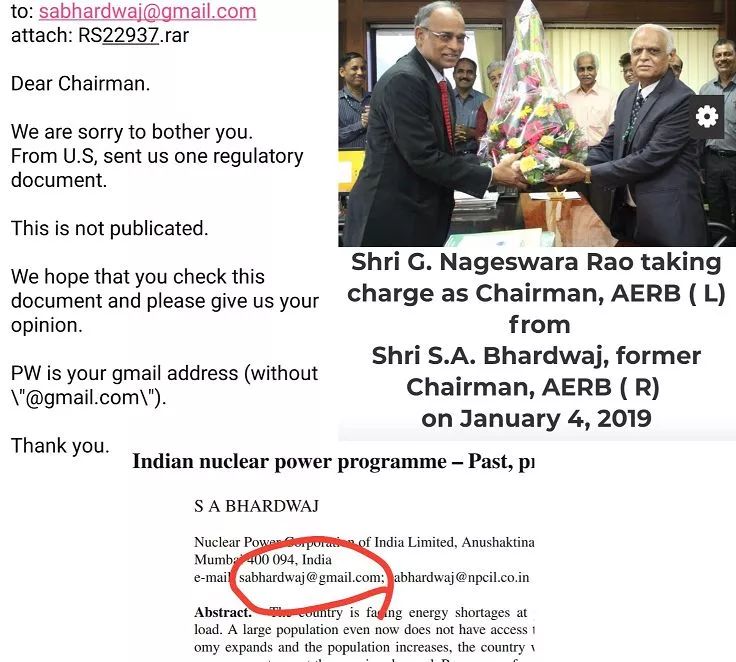 to: sabhardwaj@gmail.com
attach: RS22937.rar
Dear Chairman.
We are sorry to bother you.
From U.S, sent us one regulatory
document.
This is not publicated.
We hope that you check this
document and please give us your
opinion.
PW is your gmail address (without
\"@gmail.com\").
Thank you.
Shri G. Nageswara Rao taking
charge as Chairman, AERB ( L)
from
Shri S.A. Bhardwaj, former
Chairman, AERB ( R)
on January 4, 2019
Indian nuclear power programme – Past, p
S A BHARDWAJ
Nuclear Power Corporation of India Limited, Anushaktina
Mumbai 400 094, India
e-mail: sabhardwaj@gmail.com; sabhardwaj@npcil.co.in
Abstract. The country is facing energy shortages at
load. A large population even now does not have access
omy expands and the population increases, the country